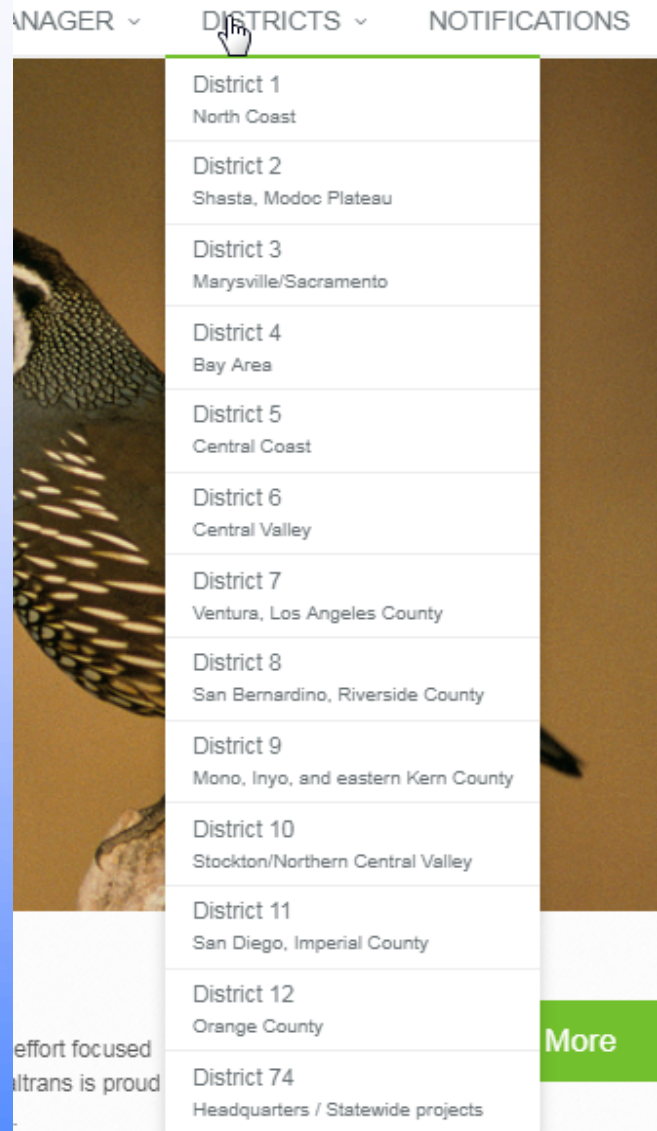 ANAGER
DISTRICTS
NOTIFICATIONS
District 1
North Coast
District 2
Shasta, Modoc Plateau
District 3
Marysville/Sacramento
District 4
Bay Area
District 5
Central Coast
District 6
Central Valley
District 7
Ventura, Los Angeles County
District 8
San Bernardino, Riverside County
District 9
Mono, Inyo, and eastern Kern County
District 10
Stockton/Northern Central Valley
District 11
San Diego, Imperial County
District 12
Orange County
District 74
Headquarters / Statewide projects
effort focused
altrans is proud
More